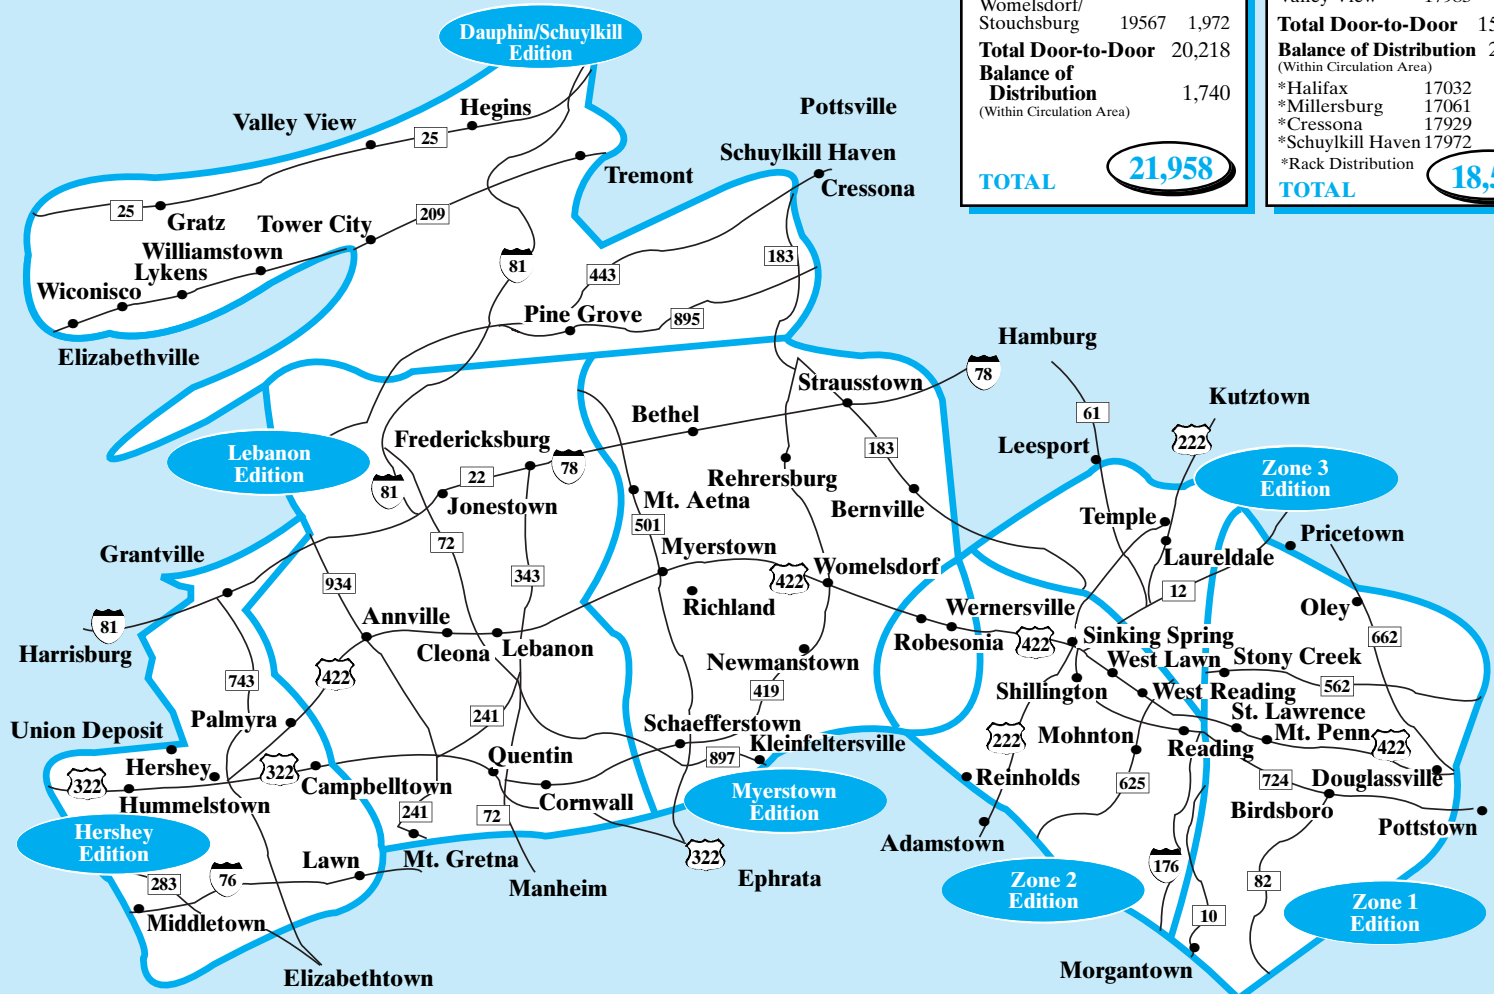 Womelsdorf/
Stouchsburg 19567 1,972
Total Door-to-Door 20,218
Balance of
Distribution 1,740
(Within Circulation Area)
TOTAL 21,958
Total Door-to-Door
Balance of Distribution
(Within Circulation Area)
*Halifax 17032
*Millersburg 17061
*Cressona 17929
*Schuylkill Haven 17972
*Rack Distribution
TOTAL
Dauphin/Schuylkill
Edition
Hegins
Valley View
25
Pottsville
Schuylkill Haven
Cressona
Tremont
25
Gratz
Tower City
209
Williamstown
Lykens
Wiconisco
Elizabethville
81
443
183
Pine Grove
895
Hamburg
78
Strausstown
Kutztown
61
222
Bethel
Leesport
Fredericksburg
78
183
Lebanon
Edition
22
81
Jonestown
Rehrersburg
Mt. Aetna
Bernville
Zone 3
Edition
501
Temple
Pricetown
72
Grantville
Myerstown
Laureldale
934
343
422
Womelsdorf
12
Richland
Oley
Annville
Wernersville
81
Harrisburg
Cleona
Lebanon
Robesonia
422
Sinking Spring
662
Newmanstown
West Lawn
Stony Creek
422
743
419
Shillington
West Reading
562
Palmyra
241
Schaefferstown
St. Lawrence
Union Deposit
222
Mohnton
Mt. Penn
422
Kleinfeltersville
Reading
Quentin
897
Hershey
322
322
Campbelltown
Reinholds
625
724
Douglassville
Hummelstown
Cornwall
Myerstown
Edition
241
72
Birdsboro
Pottstown
Hershey
Edition
Adamstown
Lawn
Mt. Gretna
322
176
283
76
Manheim
Ephrata
Zone 2
Edition
82
Middletown
10
Zone 1
Edition
Elizabethtown
Morgantown